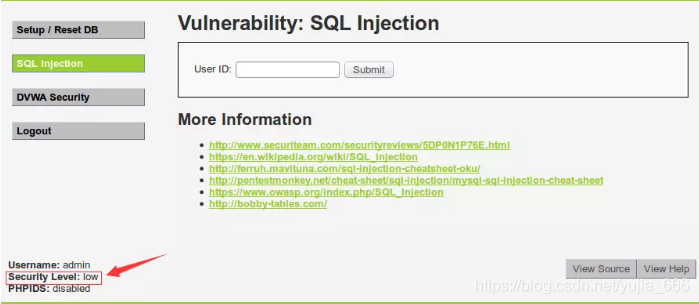 Vulnerability: SQL Injection
Setup / Reset DB
SQL Injection
DVWA Security
Logout
User ID:
Submit
More Information
http://www.securiteam.com/securityreviews/5DP0N1P76E.html
https://en.wikipedia.org/wiki/SQL_injection
http://ferruh.mavituna.com/sql-injection-cheatsheet-oku/
http://pentestmonkey.net/cheat-sheet/sql-injection/mysql-sql-injection-cheat-sheet
https://www.owasp.org/index.php/SQL_Injection
http://bobby-tables.com/
Username: admin
Security Level: low
PHPIDS: disabled
View Source
View Help
https://blog.csdn.net/yujia_666